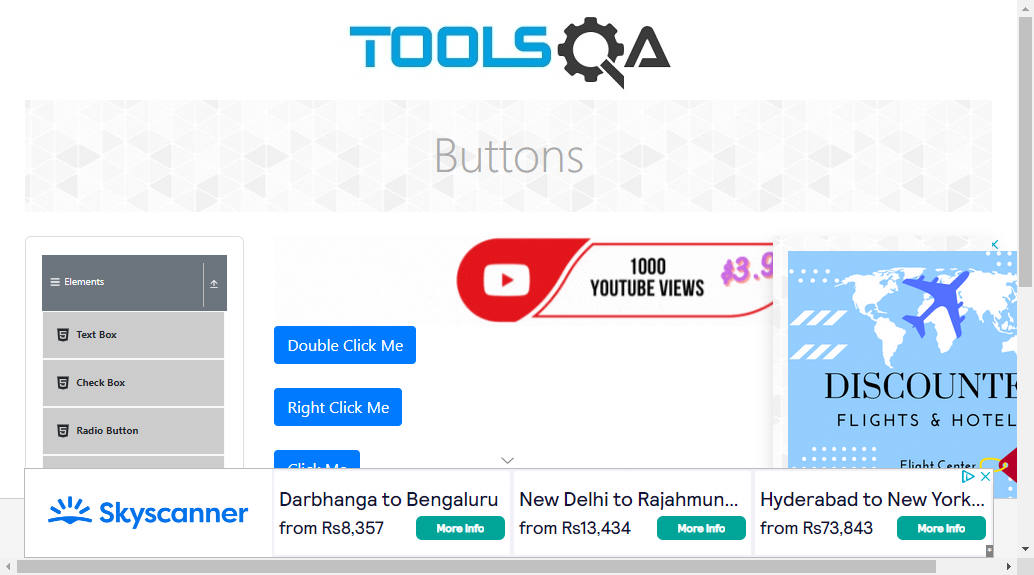 TOOLSQA
Buttons
Elements
Text Box
Check Box
Radio Button
1000
YOUTUBE VIEWS
$3.9
Double Click Me
Right Click Me
Click Me
DISCOUNTE
FLIGHTS & HOTEL
Flight Center
Skyscanner
Darbhanga to Bengaluru
from Rs8,357
More Info
New Delhi to Rajahmun...
from Rs13,434
More Info
Hyderabad to New York...
from Rs73,843
More Info